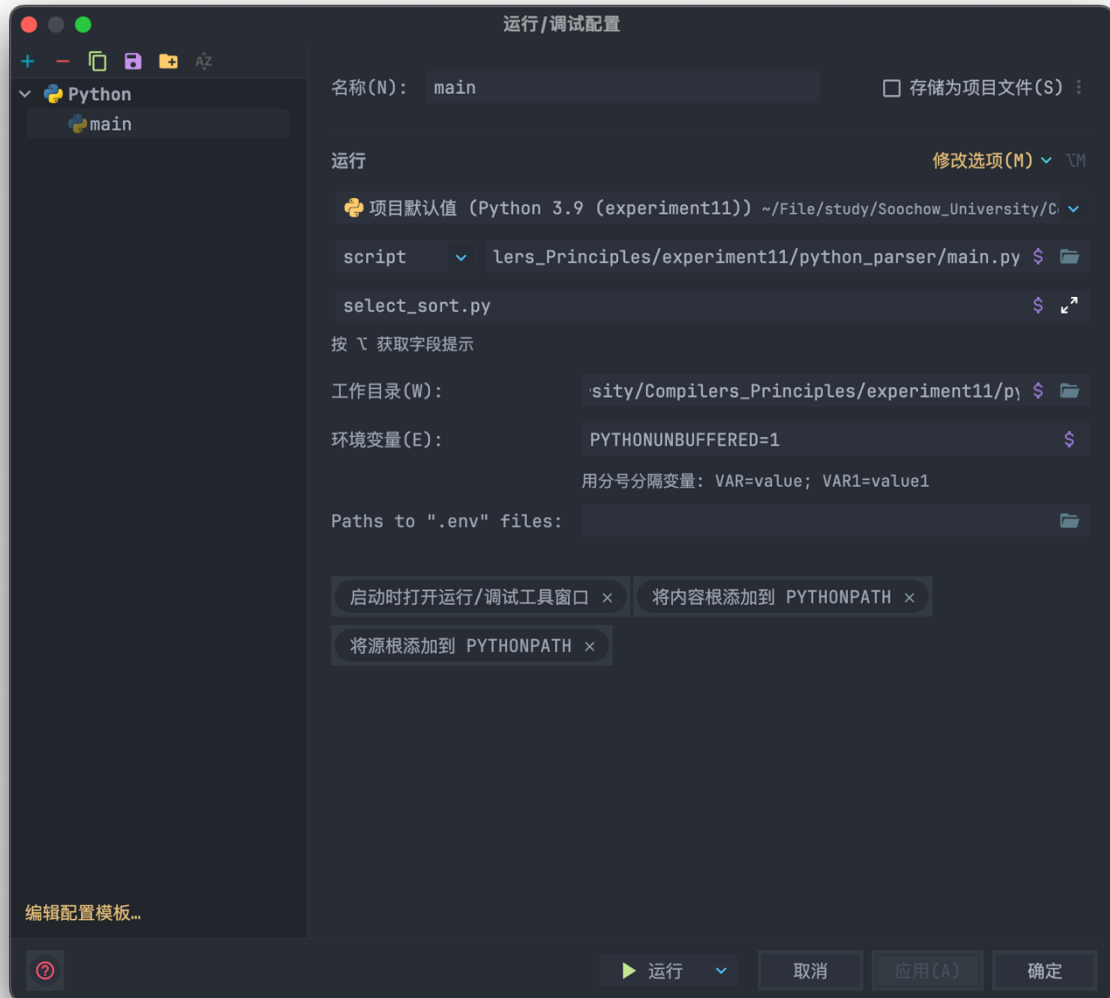 运行/调试配置
Python
main
名称(N): main 存储为项目文件(S)
运行 修改选项(M) ⌥M
项目默认值 (Python 3.9 (experiment11)) ~/File/study/Soochow_University/C
script lers_Principles/experiment11/python_parser/main.py $
select_sort.py $
按 ⌥ 获取字段提示
工作目录(W): sity/Compilers_Principles/experiment11/py $
环境变量(E): PYTHONUNBUFFERED=1 $
用分号分隔变量: VAR=value; VAR1=value1
Paths to ".env" files:
启动时打开运行/调试工具窗口 × 将内容根添加到 PYTHONPATH ×
将源根添加到 PYTHONPATH ×
编辑配置模板…
? 运行 取消 应用(A) 确定